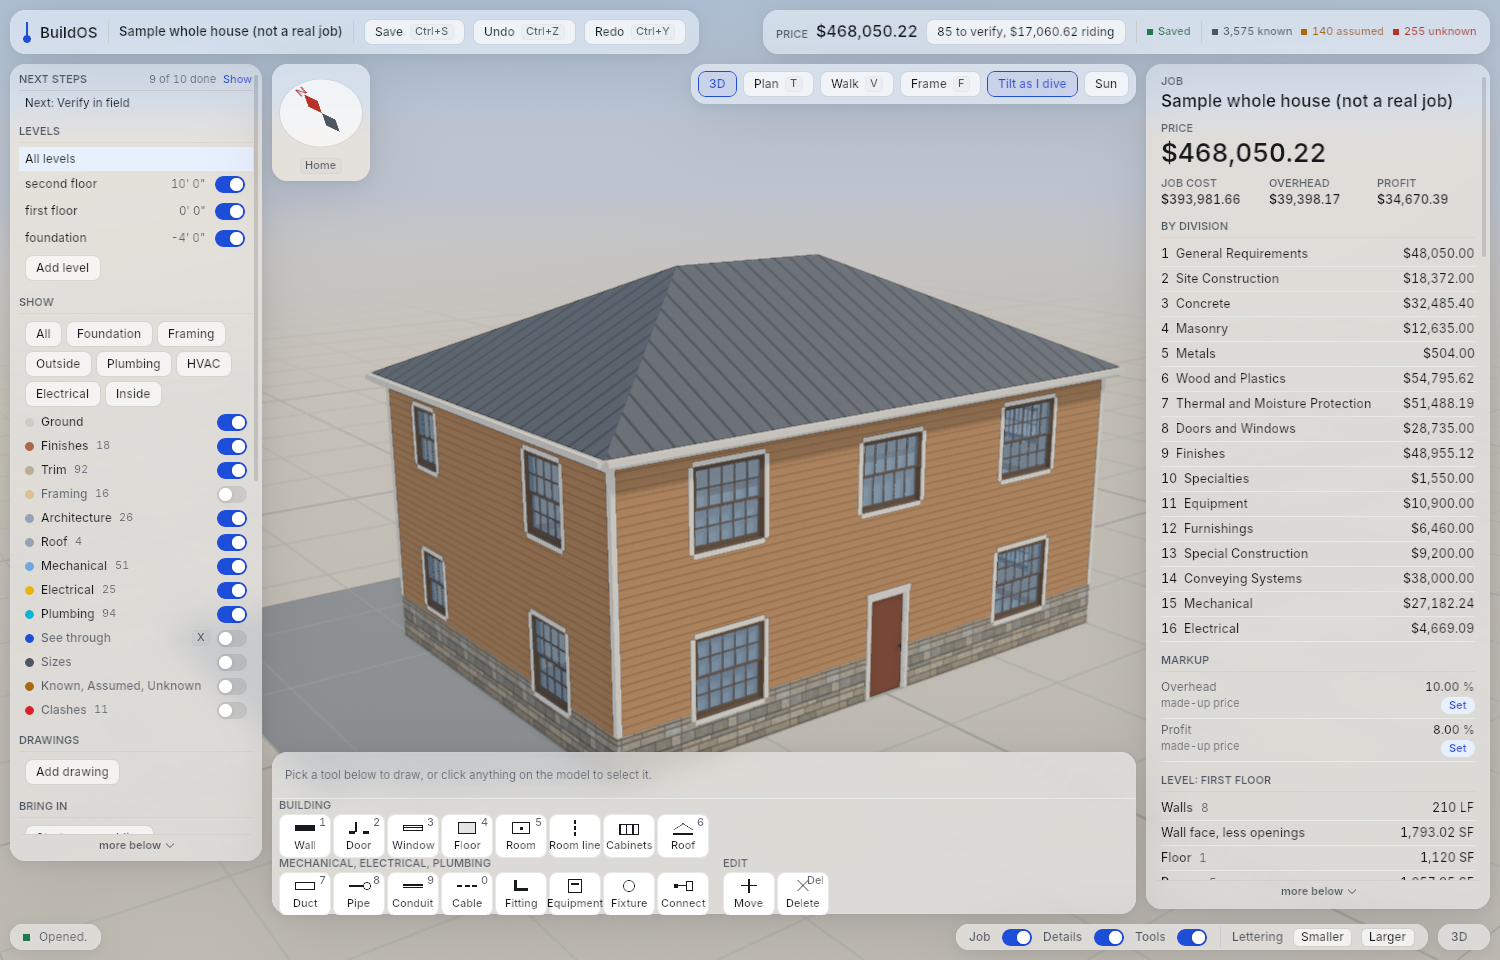 BuildOS
Sample whole house (not a real job)
Save Ctrl+S
Undo Ctrl+Z
Redo Ctrl+Y
PRICE $468,050.22
85 to verify, $17,060.62 riding
Saved
3,575 known
140 assumed
255 unknown
NEXT STEPS 9 of 10 done Show
Next: Verify in field
LEVELS
All levels
second floor 10' 0"
first floor 0' 0"
foundation -4' 0"
Add level
SHOW
All Foundation Framing
Outside Plumbing HVAC
Electrical Inside
Ground
Finishes 18
Trim 92
Framing 16
Architecture 26
Roof 4
Mechanical 51
Electrical 25
Plumbing 94
See through X
Sizes
Known, Assumed, Unknown
Clashes 11
DRAWINGS
Add drawing
BRING IN
more below
N
Home
3D
Plan T
Walk V
Frame F
Tilt as I dive
Sun
Pick a tool below to draw, or click anything on the model to select it.
BUILDING
1 2 3 4 5 6
Wall Door Window Floor Room Room line Cabinets Roof
MECHANICAL, ELECTRICAL, PLUMBING
7 8 9 0
Duct Pipe Conduit Cable Fitting Equipment Fixture Connect
EDIT
Del
Move Delete
JOB
Sample whole house (not a real job)
PRICE
$468,050.22
JOB COST OVERHEAD PROFIT
$393,981.66 $39,398.17 $34,670.39
BY DIVISION
1 General Requirements $48,050.00
2 Site Construction $18,372.00
3 Concrete $32,485.40
4 Masonry $12,635.00
5 Metals $504.00
6 Wood and Plastics $54,795.62
7 Thermal and Moisture Protection $51,488.19
8 Doors and Windows $28,735.00
9 Finishes $48,955.12
10 Specialties $1,550.00
11 Equipment $10,900.00
12 Furnishings $6,460.00
13 Special Construction $9,200.00
14 Conveying Systems $38,000.00
15 Mechanical $27,182.24
16 Electrical $4,669.09
MARKUP
Overhead 10.00 %
made-up price Set
Profit 8.00 %
made-up price Set
LEVEL: FIRST FLOOR
Walls 8 210 LF
Wall face, less openings 1,793.02 SF
Floor 1 1,120 SF
more below
Opened.
Job Details Tools Lettering Smaller Larger 3D